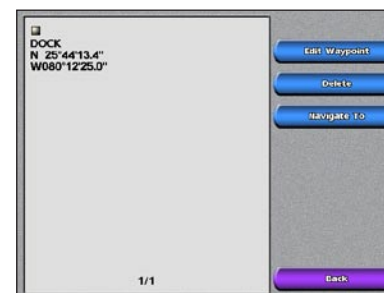 DOCK
N 25°44'13.4"
W080°12'25.0"
1/1
Edit Waypoint
Delete
Navigate To
Back